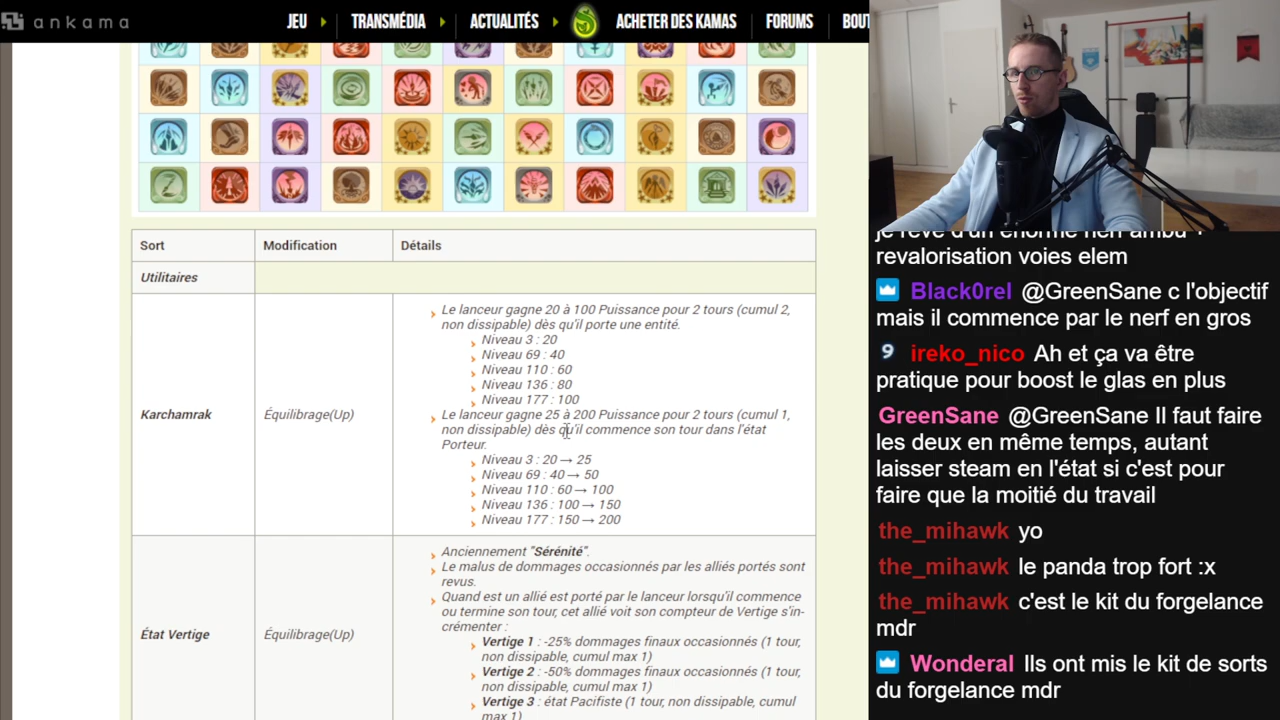 ankama
JEU
TRANSMÉDIA
ACTUALITÉS
ACHETER DES KAMAS
FORUMS
BOUT
Sort
Modification
Détails
Utilitaires
Karchamrak
Équilibrage(Up)
Le lanceur gagne 20 à 100 Puissance pour 2 tours (cumul 2,
non dissipable) dès qu'il porte une entité.
Niveau 3 : 20
Niveau 69 : 40
Niveau 110 : 60
Niveau 136 : 80
Niveau 177 : 100
Le lanceur gagne 25 à 200 Puissance pour 2 tours (cumul 1,
non dissipable) dès qu'il commence son tour dans l'état
Porteur.
Niveau 3 : 20 → 25
Niveau 69 : 40 → 50
Niveau 110 : 60 → 100
Niveau 136 : 100 → 150
Niveau 177 : 150 → 200
État Vertige
Équilibrage(Up)
Anciennement "Sérénité".
Le malus de dommages occasionnés par les alliés portés sont
revus.
Quand est un allié est porté par le lanceur lorsqu'il commence
ou termine son tour, cet allié voit son compteur de Vertige s'in-
crémenter :
Vertige 1 : -25% dommages finaux occasionnés (1 tour,
non dissipable, cumul max 1)
Vertige 2 : -50% dommages finaux occasionnés (1 tour,
non dissipable, cumul max 1)
Vertige 3 : état Pacifiste (1 tour, non dissipable, cumul
max 1)
je rêve d'un énorme nerf ambu +
revalorisation voies elem
Black0rel @GreenSane c l'objectif
mais il commence par le nerf en gros
9 ireko_nico Ah et ça va être
pratique pour boost le glas en plus
GreenSane @GreenSane Il faut faire
les deux en même temps, autant
laisser steam en l'état si c'est pour
faire que la moitié du travail
the_mihawk yo
the_mihawk le panda trop fort :x
the_mihawk c'est le kit du forgelance
mdr
Wonderal Ils ont mis le kit de sorts
du forgelance mdr